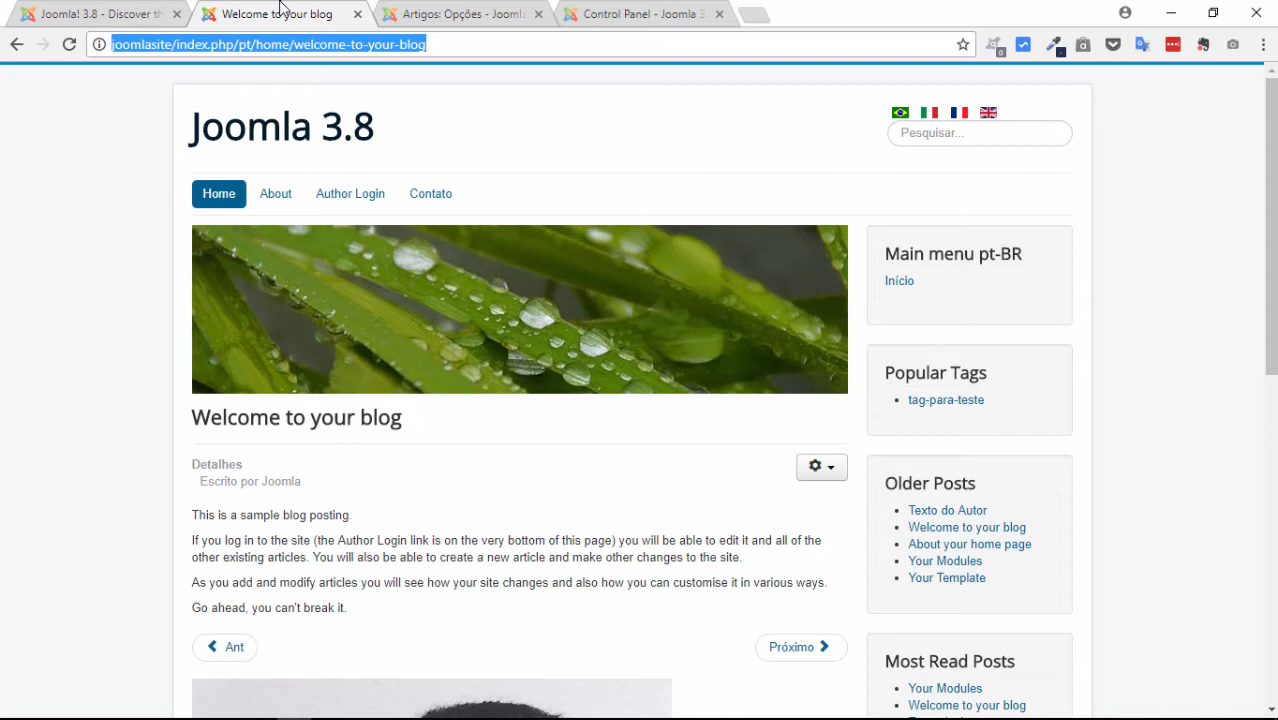 Joomla! 3.8 - Discover th
Welcome to your blog
Artigos: Opções - Jooml
Control Panel - Joomla 3
joomlasite/index.php/pt/home/welcome-to-your-blog
Joomla 3.8
Pesquisar...
Home
About
Author Login
Contato
Main menu pt-BR
Início
Popular Tags
tag-para-teste
Welcome to your blog
Detalhes
Escrito por Joomla
This is a sample blog posting.
If you log in to the site (the Author Login link is on the very bottom of this page) you will be able to edit it and all of the
other existing articles. You will also be able to create a new article and make other changes to the site.
As you add and modify articles you will see how your site changes and also how you can customise it in various ways.
Go ahead, you can't break it.
Ant
Próximo
Older Posts
Texto do Autor
Welcome to your blog
About your home page
Your Modules
Your Template
Most Read Posts
Your Modules
Welcome to your blog